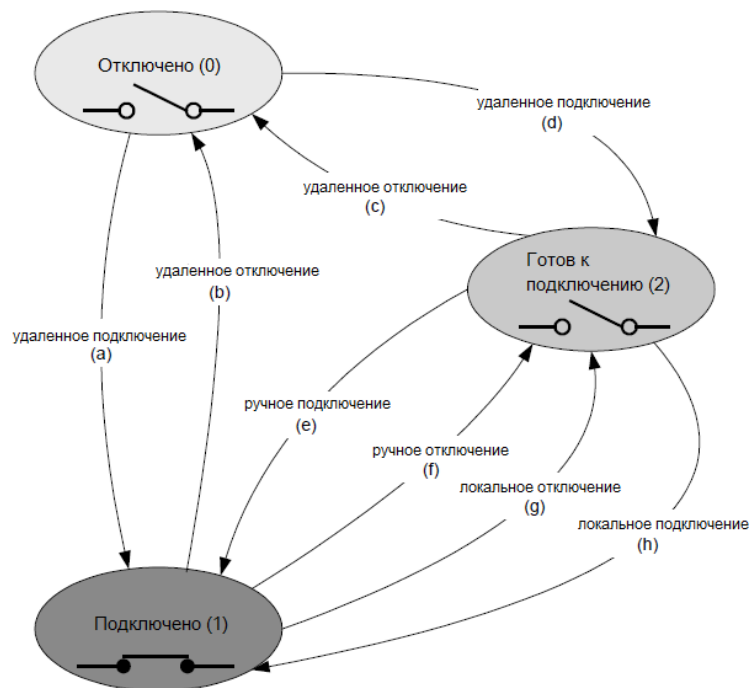 Отключено (0)
удаленное подключение
(d)
удаленное отключение
(c)
Готов к
подключению (2)
удаленное отключение
(b)
удаленное подключение
(a)
ручное подключение
(e)
ручное отключение
(f)
локальное отключение
(g)
локальное подключение
(h)
Подключено (1)